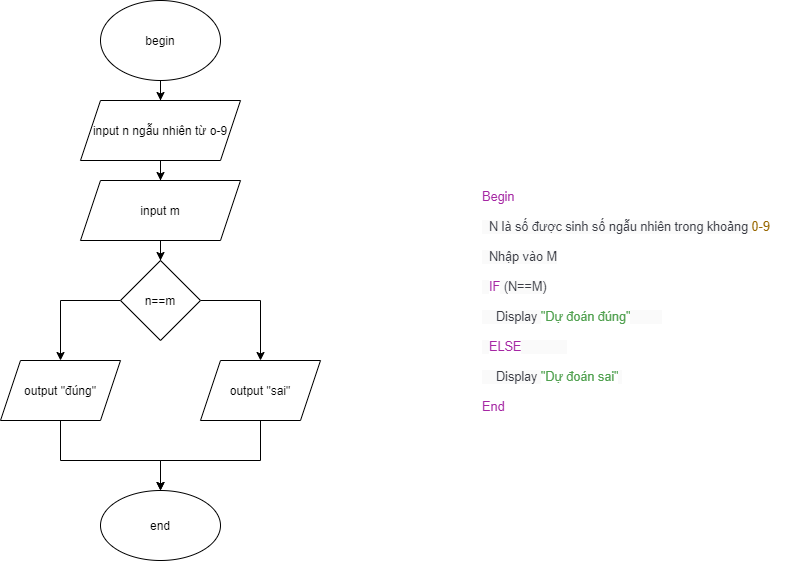 begin
input n ngẫu nhiên từ o-9
input m
n==m
output "đúng"
output "sai"
end
Begin
N là số được sinh số ngẫu nhiên trong khoảng 0-9
Nhập vào M
IF (N==M)
Display "Dự đoán đúng"
ELSE
Display "Dự đoán sai"
End